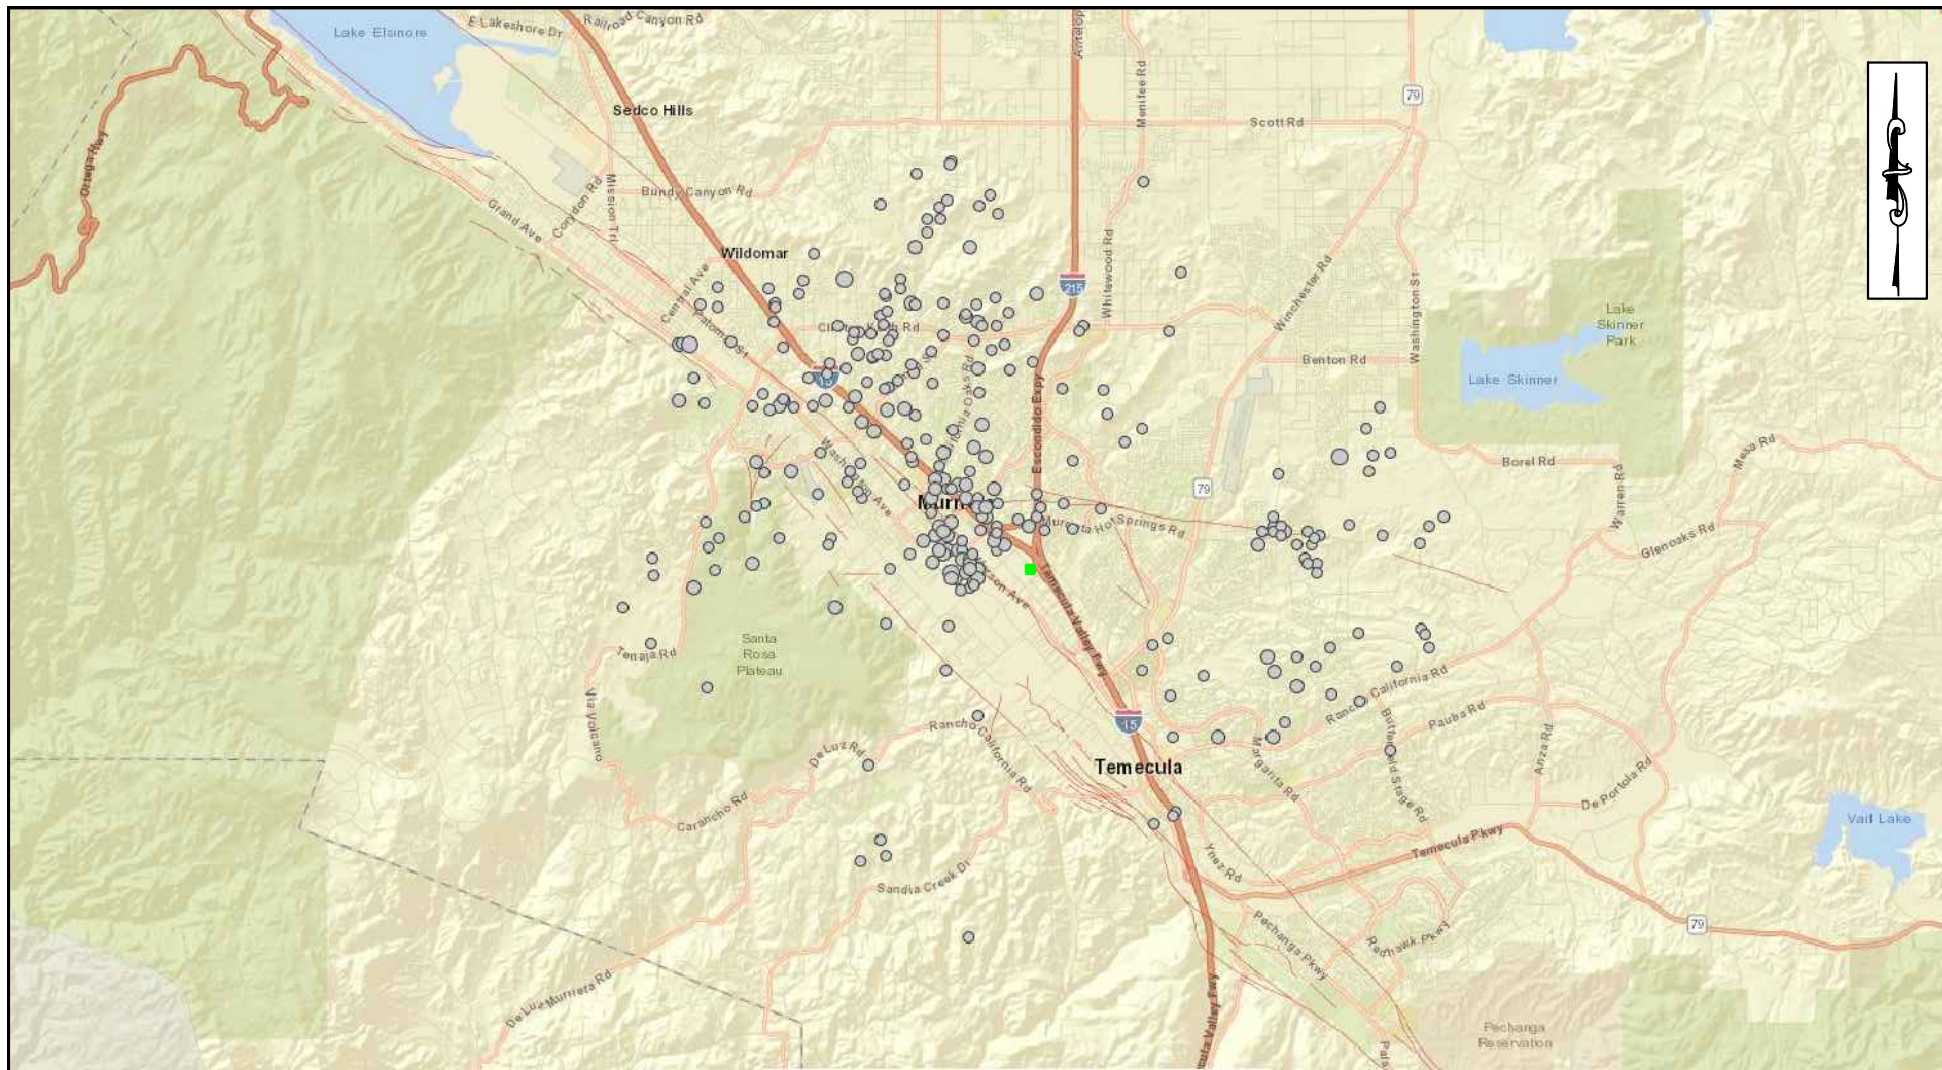 Lake Elsinore
E Lakeshore Dr
Railroad Canyon Rd
79
Sedco Hills
Menifee Rd
Scott Rd
Ortega Hwy
Mission Trl
Bundy Canyon Rd
Corydon Rd
Grand Ave
Wildomar
Whitewood Rd
Winchester Rd
Washington St
Central Ave
215
Palomar St
Lake
Skinner
Park
Benton Rd
Lake Skinner
15
Escondido Expy
Washington Ave
Borel Rd
Mesa Rd
Warren Rd
79
Murrieta Hot Springs Rd
Glenoaks Rd
Temecula Valley Fwy
Santa
Rosa
Plateau
Tenaja Rd
Via Volcano
Rancho California Rd
Rancho California Rd
Butterfield Stage Rd
Pauba Rd
Anza Rd
15
De Luz Rd
Margarita Rd
Temecula
De Portola Rd
Carancho Rd
Vail Lake
Temecula Pkwy
Ynez Rd
Sandia Creek Dr
Pechanga Pkwy
Redhawk Pkwy
79
De Luz Murrieta Rd
Pechanga
Reservation